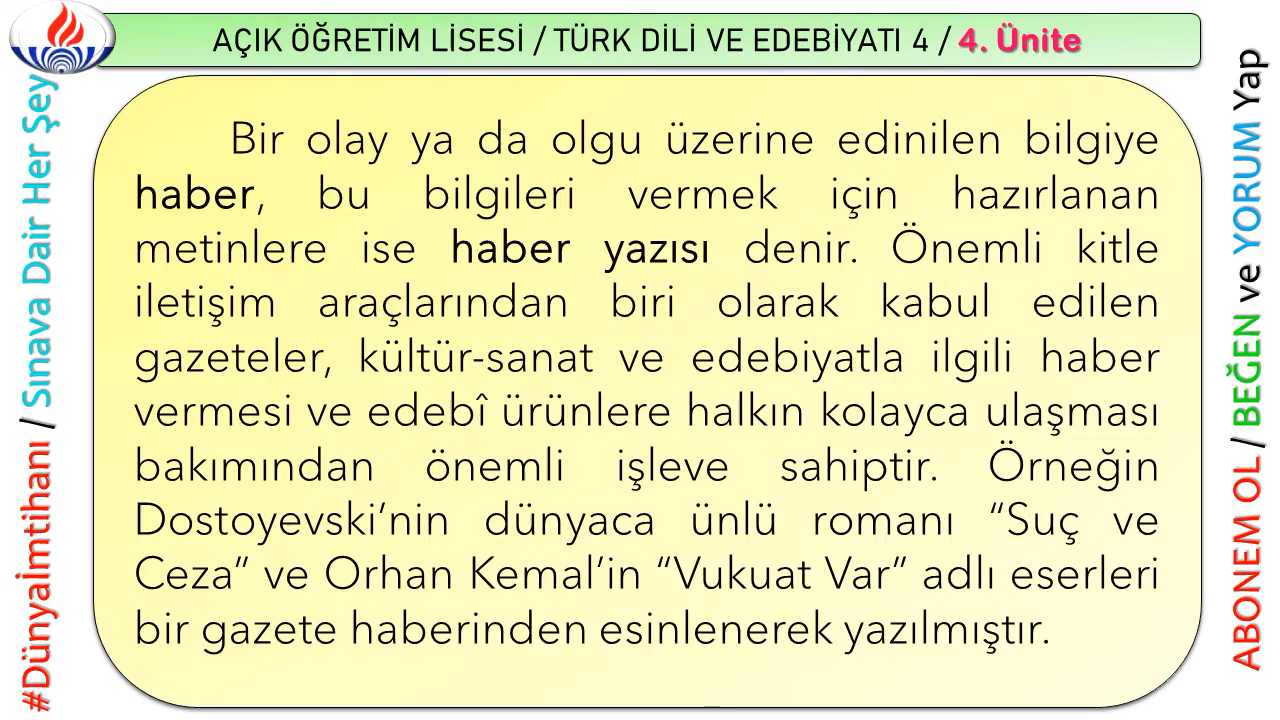 AÇIK ÖĞRETİM LİSESİ / TÜRK DİLİ VE EDEBİYATI 4 / 4. Ünite
#Dünyaİmtihanı / Sınava Dair Her Şey
Bir olay ya da olgu üzerine edinilen bilgiye
haber, bu bilgileri vermek için hazırlanan
metinlere ise haber yazısı denir. Önemli kitle
iletişim araçlarından biri olarak kabul edilen
gazeteler, kültür-sanat ve edebiyatla ilgili haber
vermesi ve edebî ürünlere halkın kolayca ulaşması
bakımından önemli işleve sahiptir. Örneğin
Dostoyevski’nin dünyaca ünlü romanı “Suç ve
Ceza” ve Orhan Kemal’in “Vukuat Var” adlı eserleri
bir gazete haberinden esinlenerek yazılmıştır.
ABONEM OL / BEĞEN ve YORUM Yap